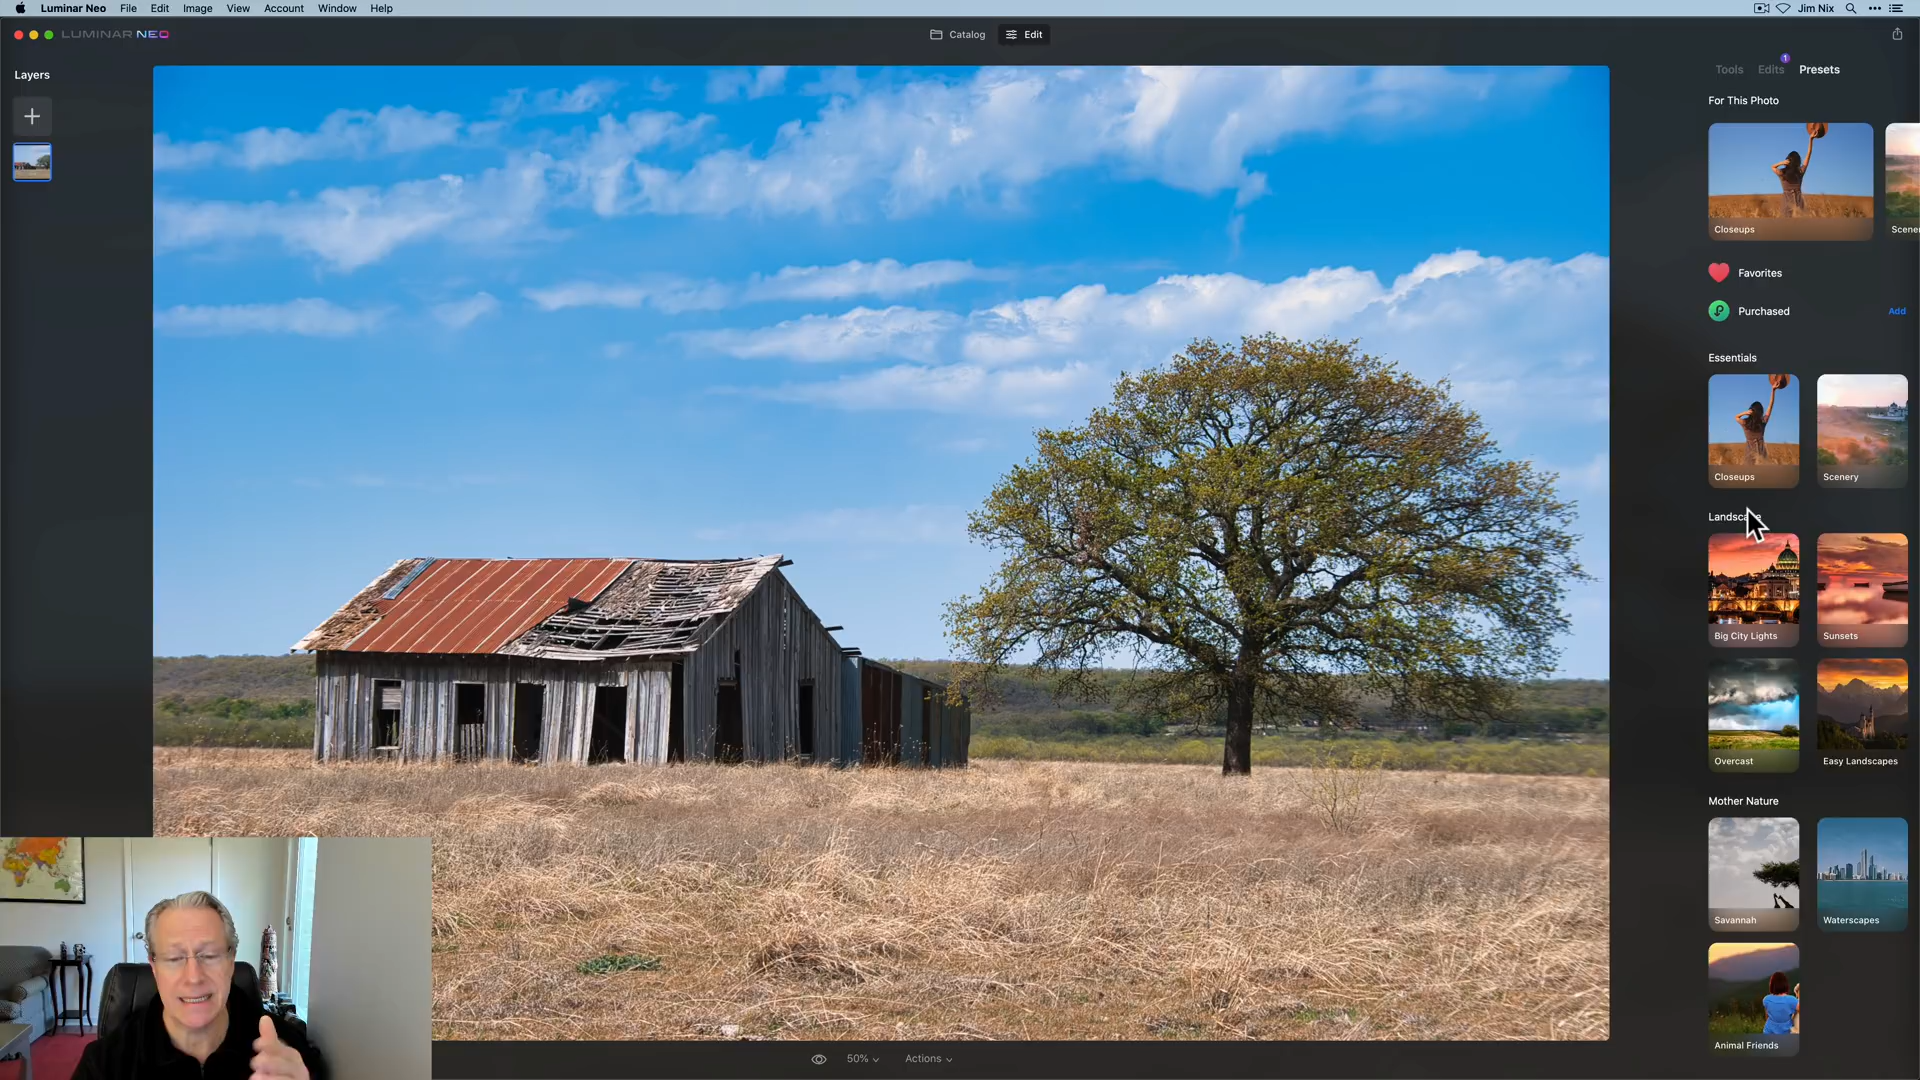 Luminar Neo File Edit Image View Account Window Help Jim Nix
LUMINAR NEO
Catalog Edit
Layers
Tools Edits 1 Presets
For This Photo
Closeups
Favorites
Purchased Add
Essentials
Closeups Scenery
Big City Lights Sunsets
Overcast Easy Landscapes
Mother Nature
Savannah Waterscapes
Animal Friends
50% Actions